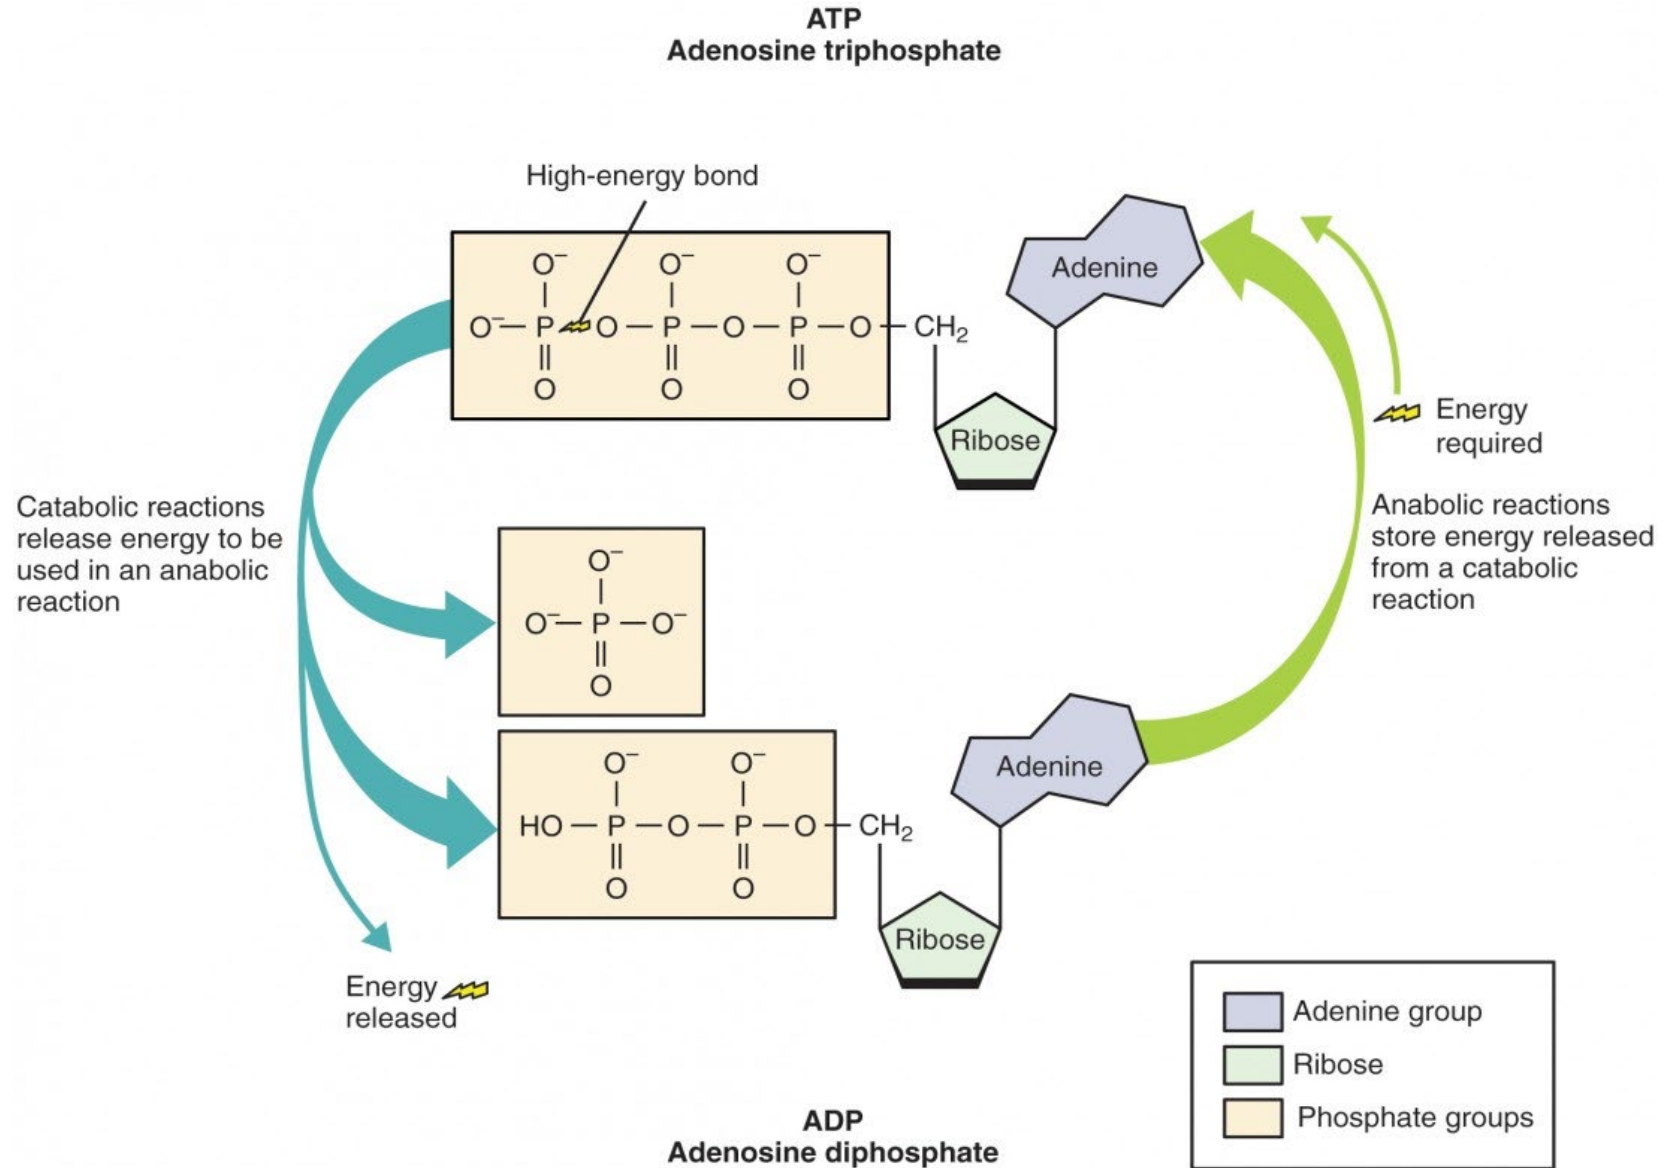 ATP
Adenosine triphosphate
High-energy bond
O⁻ O⁻ O⁻
O⁻ — P O — P — O — P — O — CH₂
O O O
Adenine
Ribose
Energy
required
Catabolic reactions
release energy to be
used in an anabolic
reaction
Anabolic reactions
store energy released
from a catabolic
reaction
O⁻
O⁻ — P — O⁻
O
O⁻ O⁻
HO — P — O — P — O — CH₂
O O
Adenine
Ribose
Energy
released
Adenine group
Ribose
Phosphate groups
ADP
Adenosine diphosphate